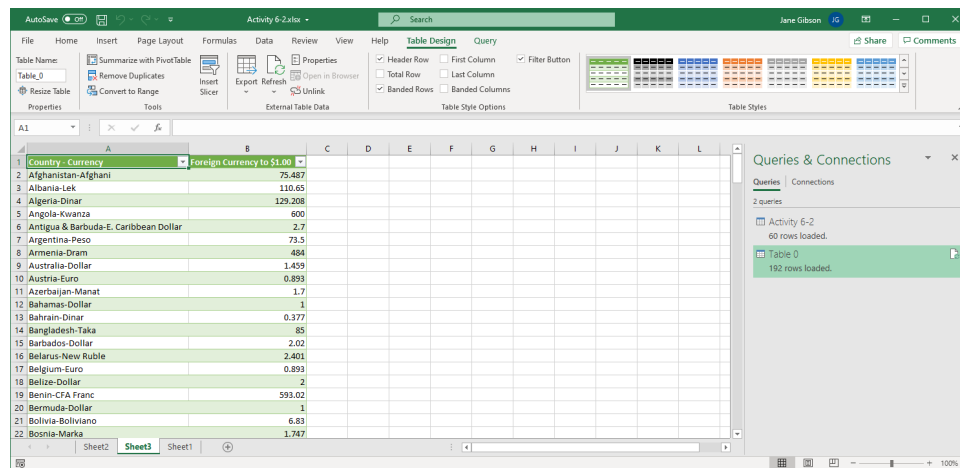 AutoSave Off Activity 6-2.xlsx Search Jane Gibson JG
File Home Insert Page Layout Formulas Data Review View Help Table Design Query Share Comments
Table Name:
Table_0
Resize Table
Properties
Summarize with PivotTable
Remove Duplicates
Convert to Range
Tools
Insert
Slicer
Export Refresh
Properties
Open in Browser
Unlink
External Table Data
Header Row First Column Filter Button
Total Row Last Column
Banded Rows Banded Columns
Table Style Options
Table Styles
A1 fx
A B C D E F G H I J K L
1 Country - Currency Foreign Currency to $1.00
2 Afghanistan-Afghani 75.487
3 Albania-Lek 110.65
4 Algeria-Dinar 129.208
5 Angola-Kwanza 600
6 Antigua & Barbuda-E. Caribbean Dollar 2.7
7 Argentina-Peso 73.5
8 Armenia-Dram 484
9 Australia-Dollar 1.459
10 Austria-Euro 0.893
11 Azerbaijan-Manat 1.7
12 Bahamas-Dollar 1
13 Bahrain-Dinar 0.377
14 Bangladesh-Taka 85
15 Barbados-Dollar 2.02
16 Belarus-New Ruble 2.401
17 Belgium-Euro 0.893
18 Belize-Dollar 2
19 Benin-CFA Franc 593.02
20 Bermuda-Dollar 1
21 Bolivia-Boliviano 6.83
22 Bosnia-Marka 1.747
Sheet2 Sheet3 Sheet1
Queries & Connections
Queries Connections
2 queries
Activity 6-2
60 rows loaded.
Table 0
192 rows loaded.
100%